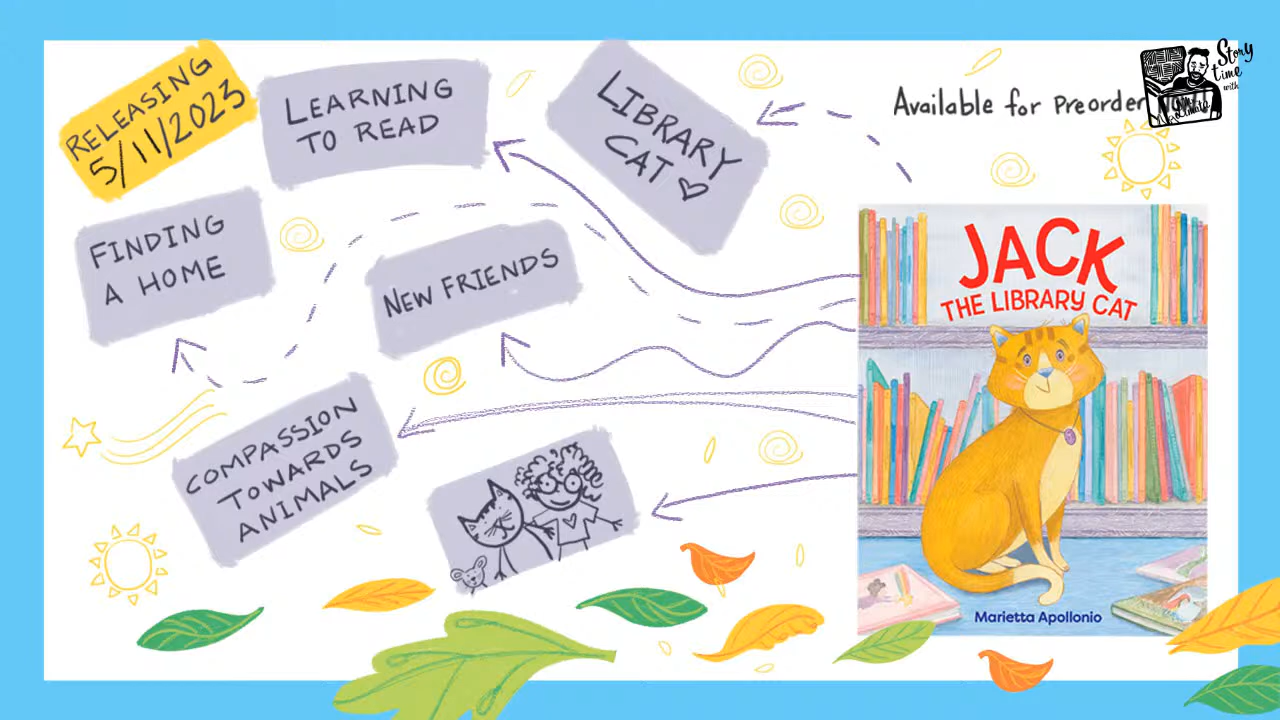 RELEASING
5/11/2023
LEARNING
TO READ
LIBRARY
CAT
Available for Preorder
Story
time
with
FINDING
A HOME
NEW FRIENDS
JACK
THE LIBRARY CAT
COMPASSION
TOWARDS
ANIMALS
Marietta Apollonio